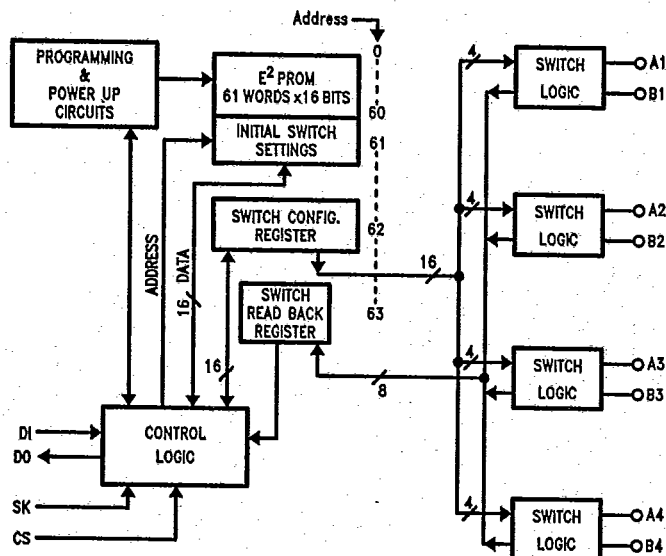 Address
0
PROGRAMMING
&
POWER UP
CIRCUITS
E² PROM
61 WORDS x16 BITS
60
INITIAL SWITCH
SETTINGS
61
SWITCH CONFIG.
REGISTER
62
ADDRESS
16 DATA
16
SWITCH
READ BACK
REGISTER
63
16
8
CONTROL
LOGIC
DI
DO
SK
CS
4
SWITCH
LOGIC
A1
B1
4
SWITCH
LOGIC
A2
B2
4
SWITCH
LOGIC
A3
B3
4
SWITCH
LOGIC
A4
B4